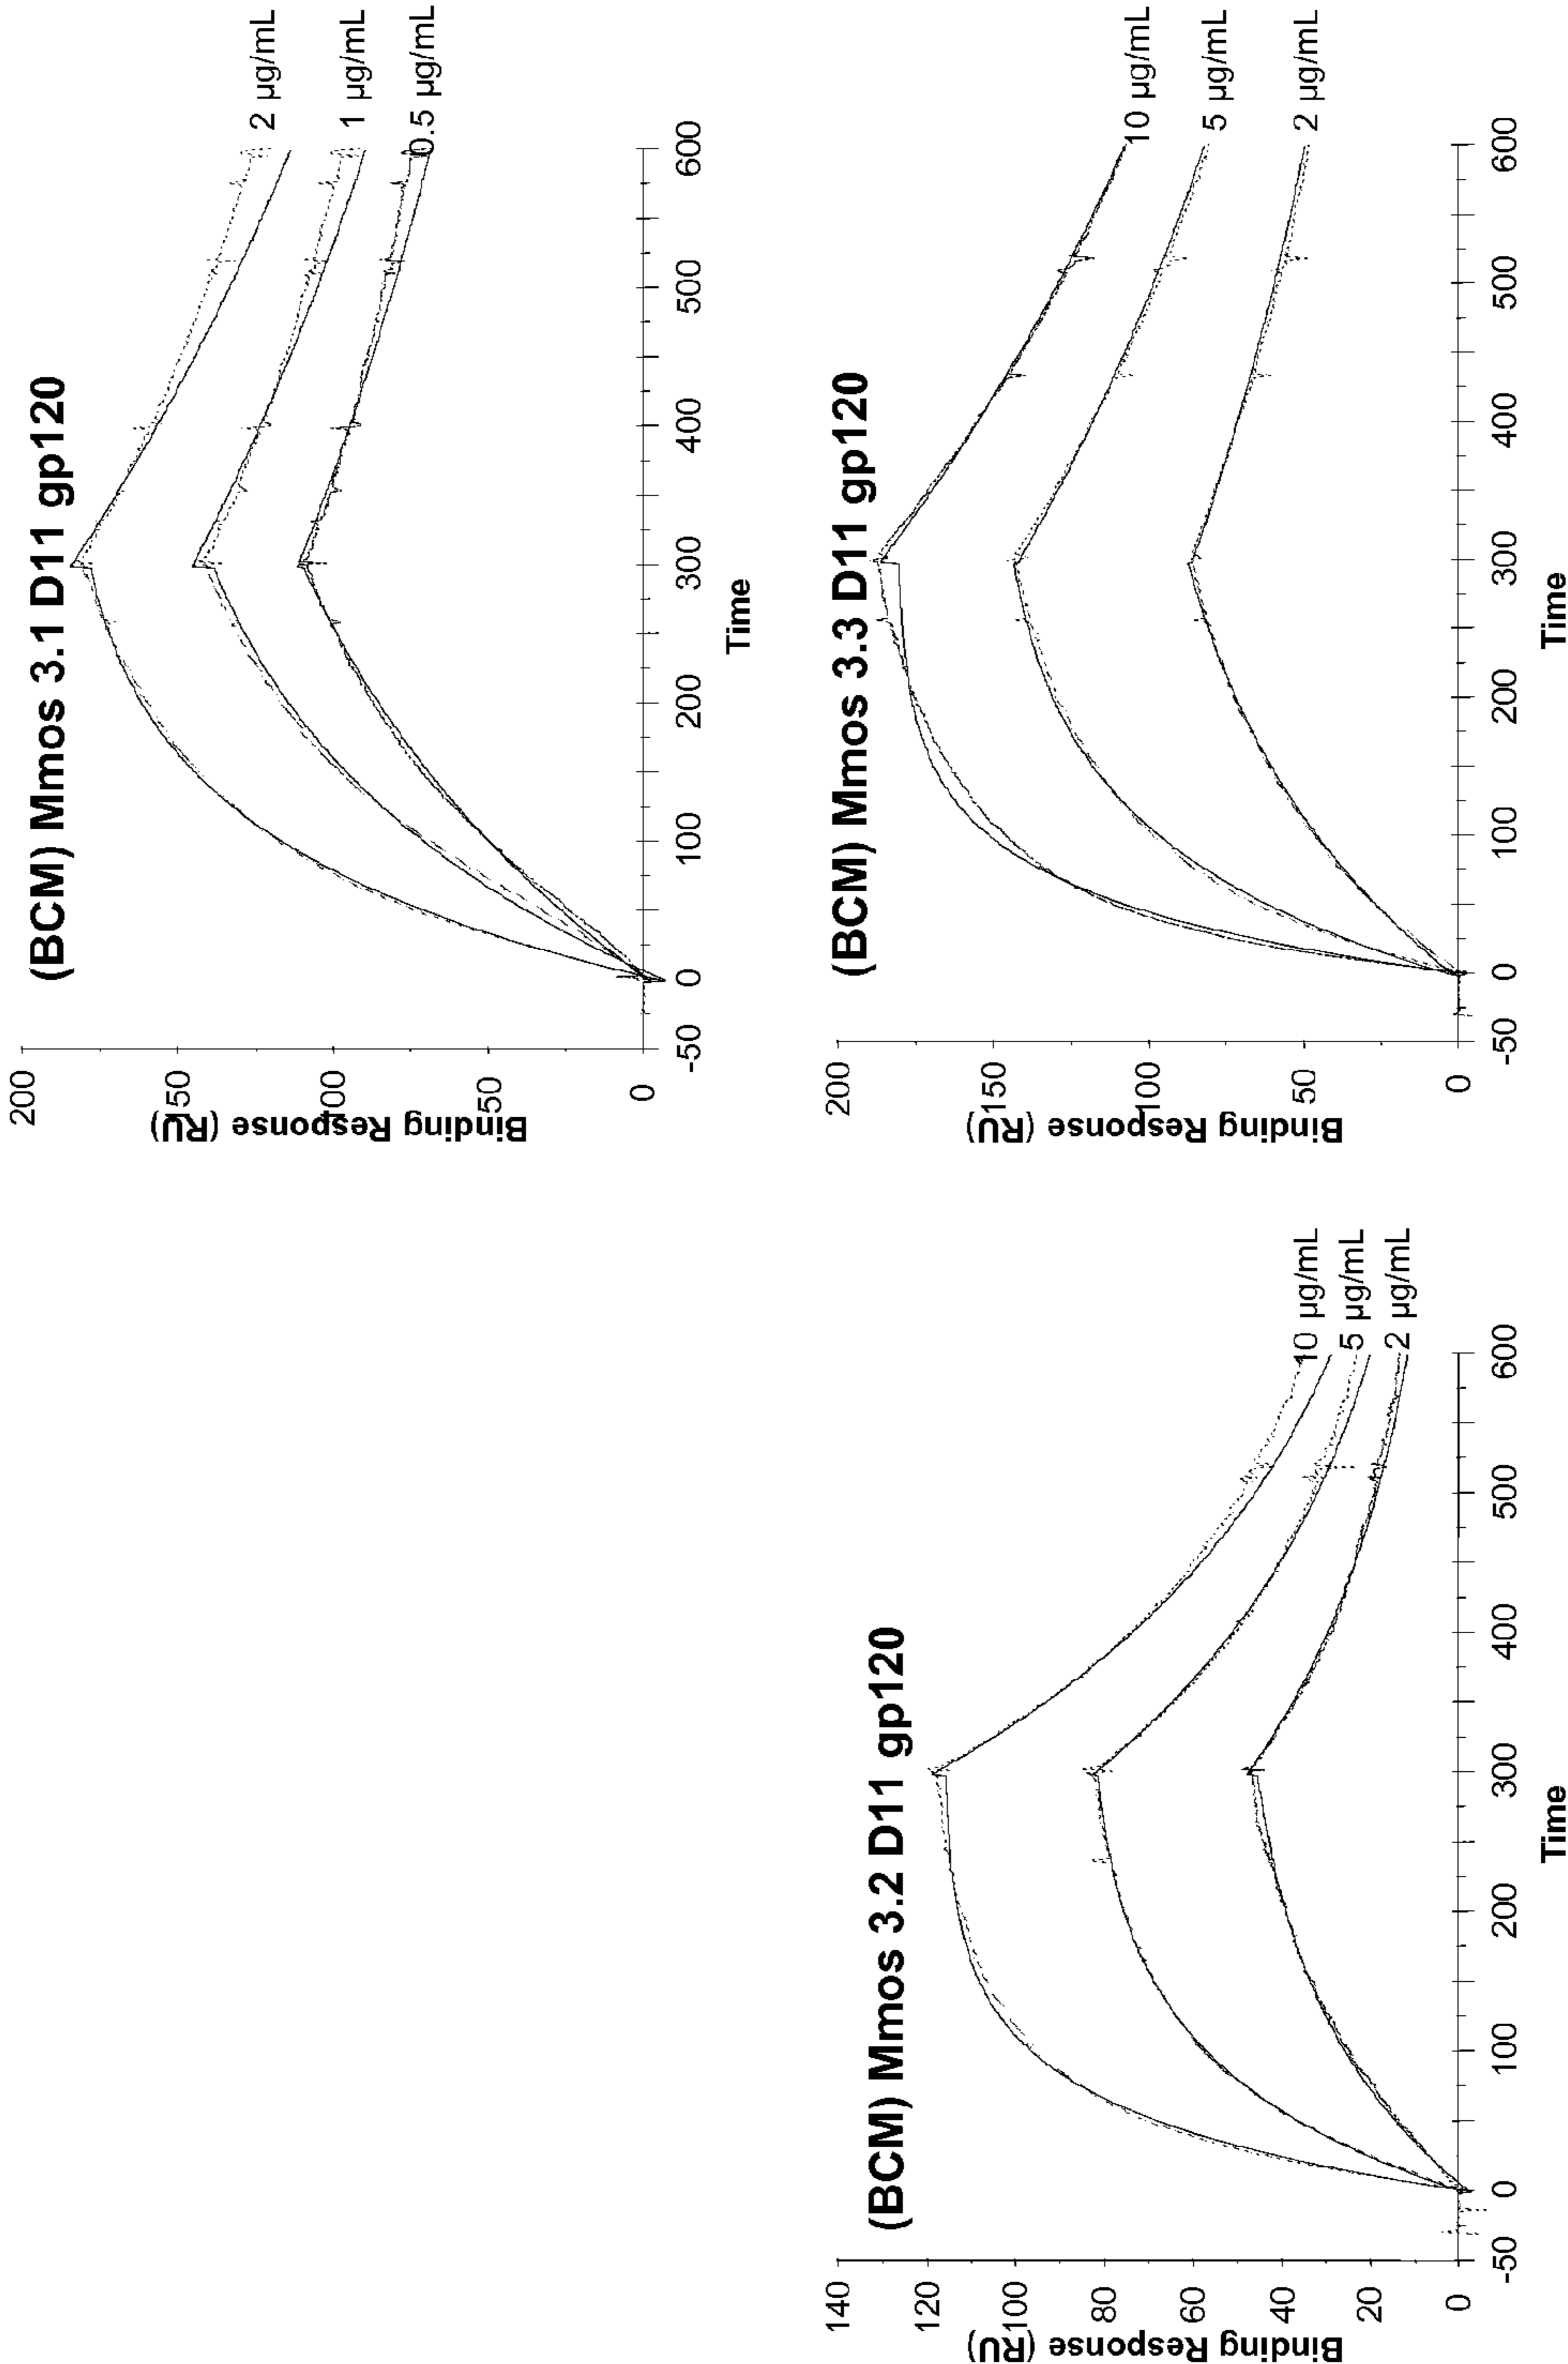 (BCM) Mmos 3.1 D11 gp120
Binding Response (RU)
200
150
100
50
0
-50
0
100
200
300
400
500
600
Time
2 µg/mL
1 µg/mL
0.5 µg/mL
(BCM) Mmos 3.2 D11 gp120
Binding Response (RU)
140
120
100
80
60
40
20
0
-50
0
100
200
300
400
500
600
Time
10 µg/mL
5 µg/mL
2 µg/mL
(BCM) Mmos 3.3 D11 gp120
Binding Response (RU)
200
150
100
50
0
-50
0
100
200
300
400
500
600
Time
10 µg/mL
5 µg/mL
2 µg/mL